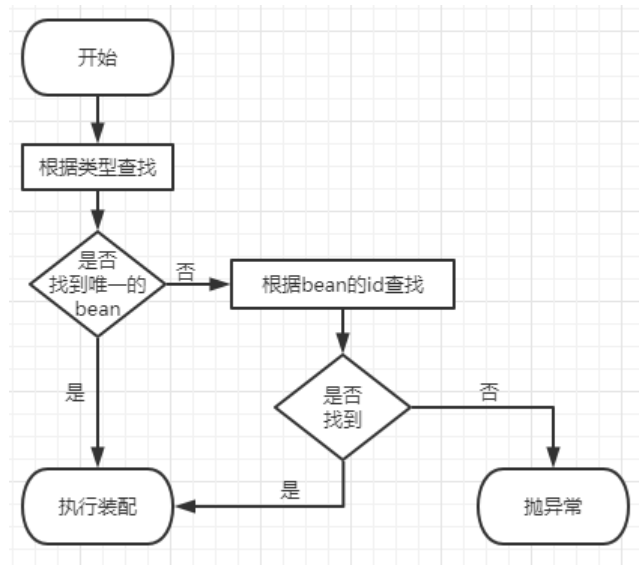 开始
根据类型查找
是否
找到唯一的
bean
否
根据bean的id查找
是
是否
找到
否
是
执行装配
抛异常